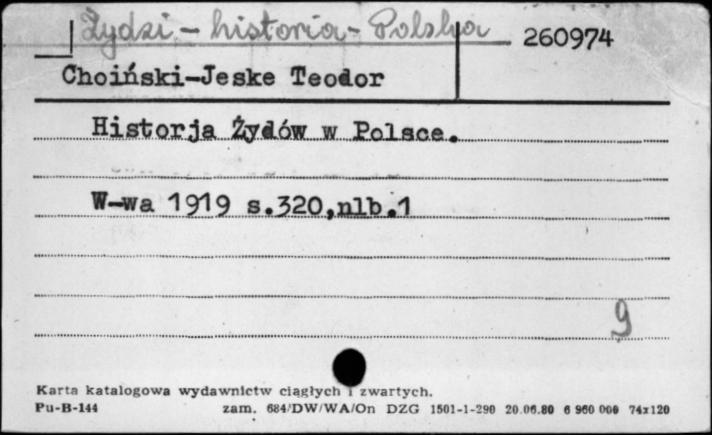 Żydzi - historia - Polska
260974
Choiński-Jeske Teodor
Historja Żydów w Polsce.
W-wa 1919 s.320,nlb.1
9
Karta katalogowa wydawnictw ciągłych i zwartych.
Pu-B-144 zam. 684/DW/WA/On DZG 1501-1-290 20.06.80 6 960 000 74x120